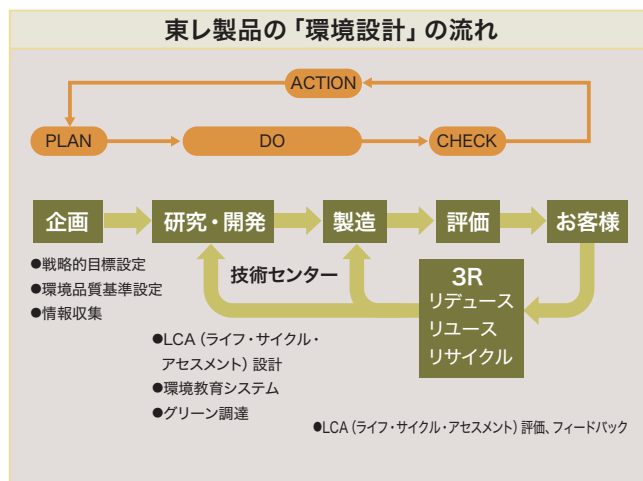 東レ製品の「環境設計」の流れ
ACTION
PLAN
DO
CHECK
企画
研究・開発
製造
評価
お客様
●戦略的目標設定
●環境品質基準設定
●情報収集
技術センター
3R
リデュース
リユース
リサイクル
●LCA（ライフ・サイクル・
アセスメント）設計
●環境教育システム
●グリーン調達
●LCA（ライフ・サイクル・アセスメント）評価、フィードバック